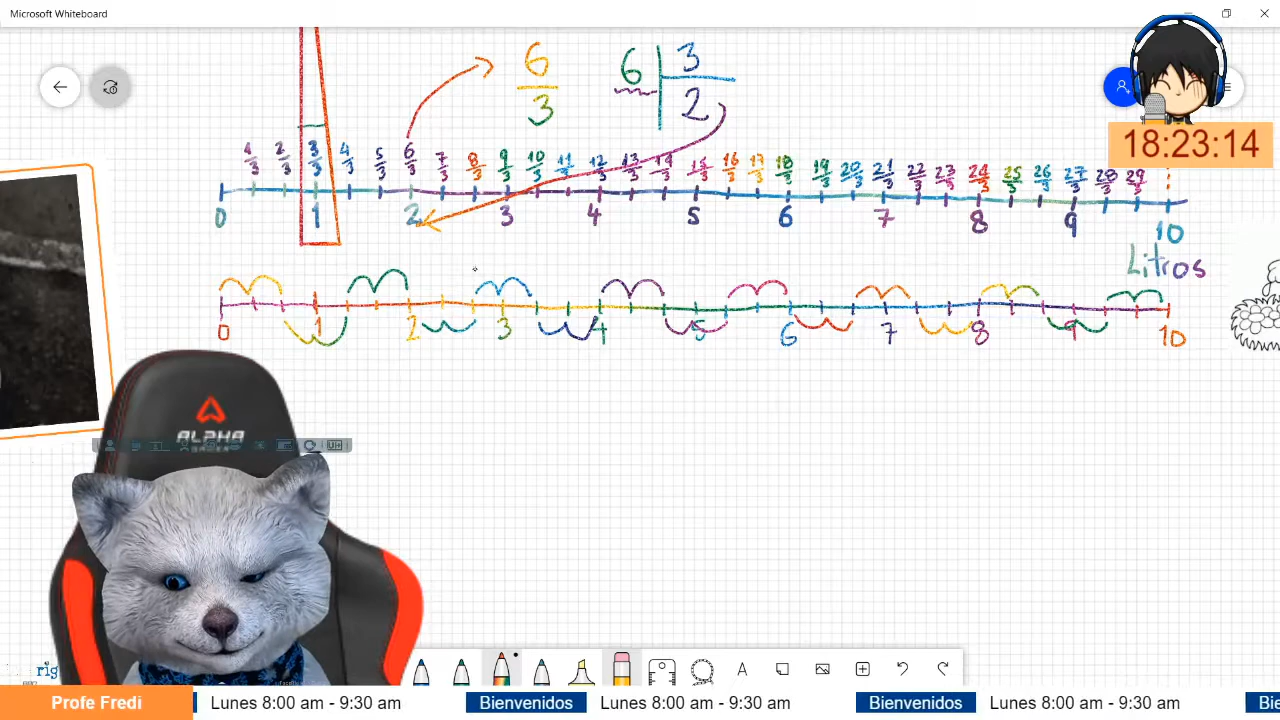 Microsoft Whiteboard
6/3
6 3
2
18:23:14
1/3 2/3 3/3 4/3 5/3 6/3 7/3 8/3 9/3 10/3 11/3 12/3 13/3 14/3 15/3 16/3 17/3 18/3 19/3 20/3 21/3 22/3 23/3 24/3 25/3 26/3 27/3 28/3 29/3
0 1 2 3 4 5 6 7 8 9 10
Litros
0 1 2 3 4 5 6 7 8 9 10
ALPHA
Profe Fredi Lunes 8:00 am - 9:30 am Bienvenidos Lunes 8:00 am - 9:30 am Bienvenidos Lunes 8:00 am - 9:30 am